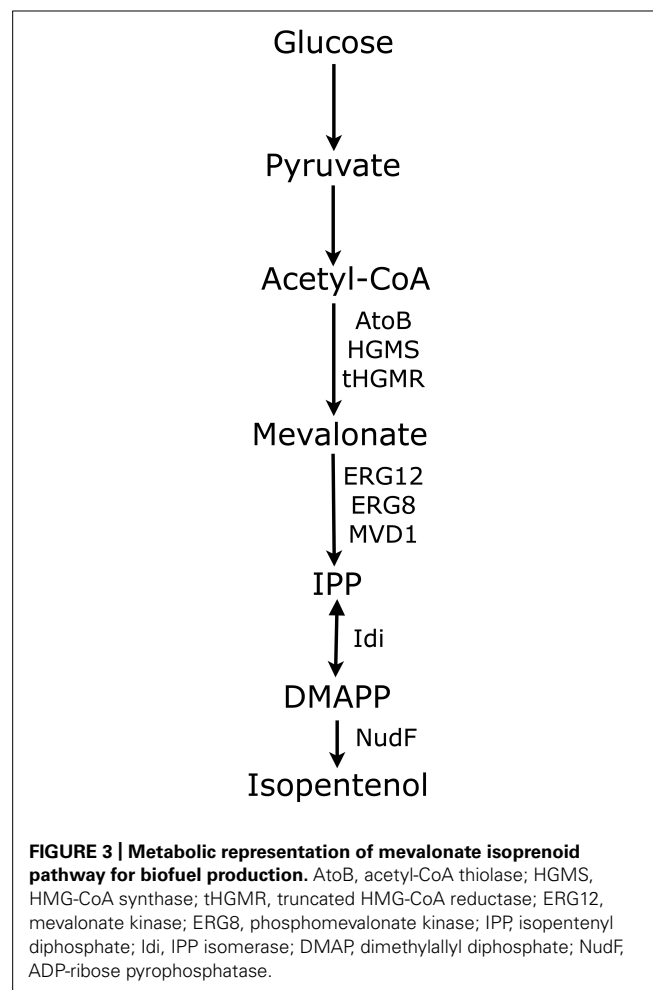 Glucose
Pyruvate
Acetyl-CoA
AtoB
HGMS
tHGMR
Mevalonate
ERG12
ERG8
MVD1
IPP
Idi
DMAPP
NudF
Isopentenol
FIGURE 3 | Metabolic representation of mevalonate isoprenoid
pathway for biofuel production. AtoB, acetyl-CoA thiolase; HGMS,
HMG-CoA synthase; tHGMR, truncated HMG-CoA reductase; ERG12,
mevalonate kinase; ERG8, phosphomevalonate kinase; IPP, isopentenyl
diphosphate; Idi, IPP isomerase; DMAP, dimethylallyl diphosphate; NudF,
ADP-ribose pyrophosphatase.